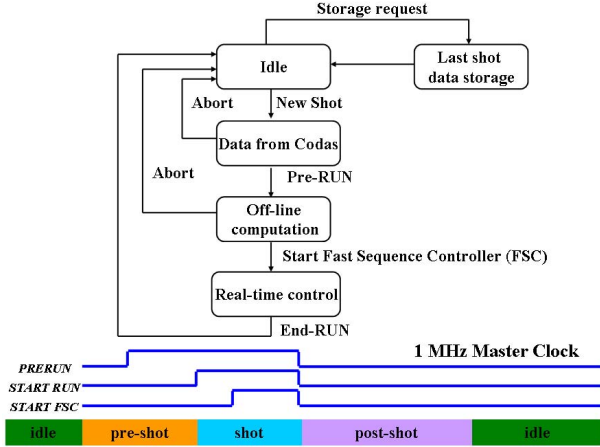 Storage request
Idle
Last shot
data storage
Abort
New Shot
Data from Codas
Abort
Pre-RUN
Off-line
computation
Start Fast Sequence Controller (FSC)
Real-time control
End-RUN
1 MHz Master Clock
PRERUN
START RUN
START FSC
idle
pre-shot
shot
post-shot
idle